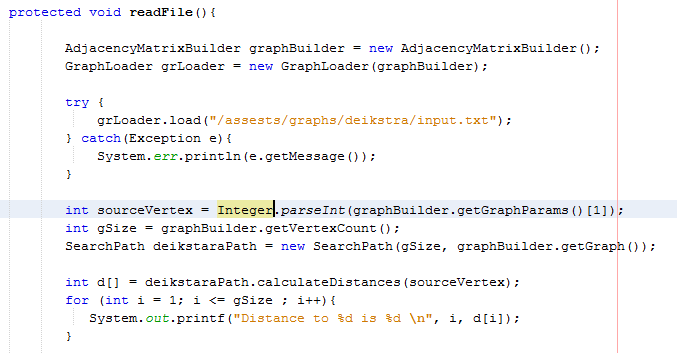 protected void readFile(){
AdjacencyMatrixBuilder graphBuilder = new AdjacencyMatrixBuilder();
GraphLoader grLoader = new GraphLoader(graphBuilder);
try {
grLoader.load("/assests/graphs/deikstra/input.txt");
} catch(Exception e){
System.err.println(e.getMessage());
}
int sourceVertex = Integer.parseInt(graphBuilder.getGraphParams()[1]);
int gSize = graphBuilder.getVertexCount();
SearchPath deikstaraPath = new SearchPath(gSize, graphBuilder.getGraph());
int d[] = deikstaraPath.calculateDistances(sourceVertex);
for (int i = 1; i <= gSize ; i++){
System.out.printf("Distance to %d is %d \n", i, d[i]);
}